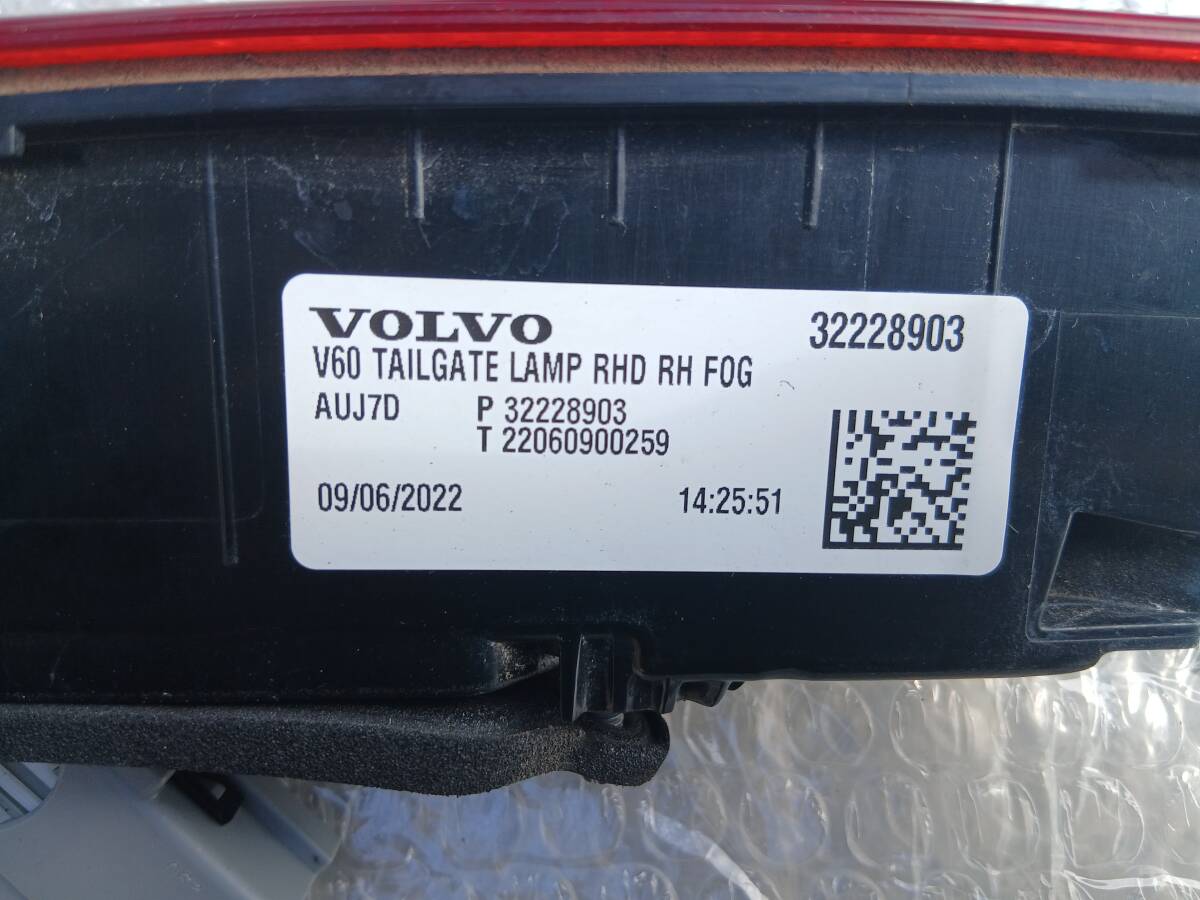 VOLVO 32228903
V60 TAILGATE LAMP RHD RH FOG
AUJ7D P 32228903
T 22060900259
09/06/2022 14:25:51